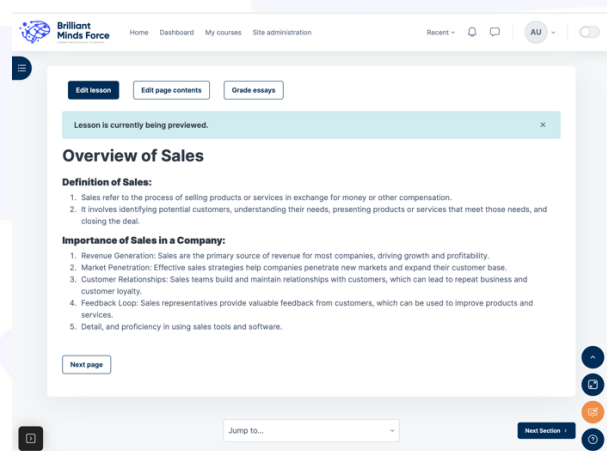 Brilliant
Minds Force
Home Dashboard My courses Site administration
Recent
AU
Edit lesson Edit page contents Grade essays
Lesson is currently being previewed.
Overview of Sales
Definition of Sales:
1. Sales refer to the process of selling products or services in exchange for money or other compensation.
2. It involves identifying potential customers, understanding their needs, presenting products or services that meet those needs, and
closing the deal.
Importance of Sales in a Company:
1. Revenue Generation: Sales are the primary source of revenue for most companies, driving growth and profitability.
2. Market Penetration: Effective sales strategies help companies penetrate new markets and expand their customer base.
3. Customer Relationships: Sales teams build and maintain relationships with customers, which can lead to repeat business and
customer loyalty.
4. Feedback Loop: Sales representatives provide valuable feedback from customers, which can be used to improve products and
services.
5. Detail, and proficiency in using sales tools and software.
Next page
Jump to...
Next Section